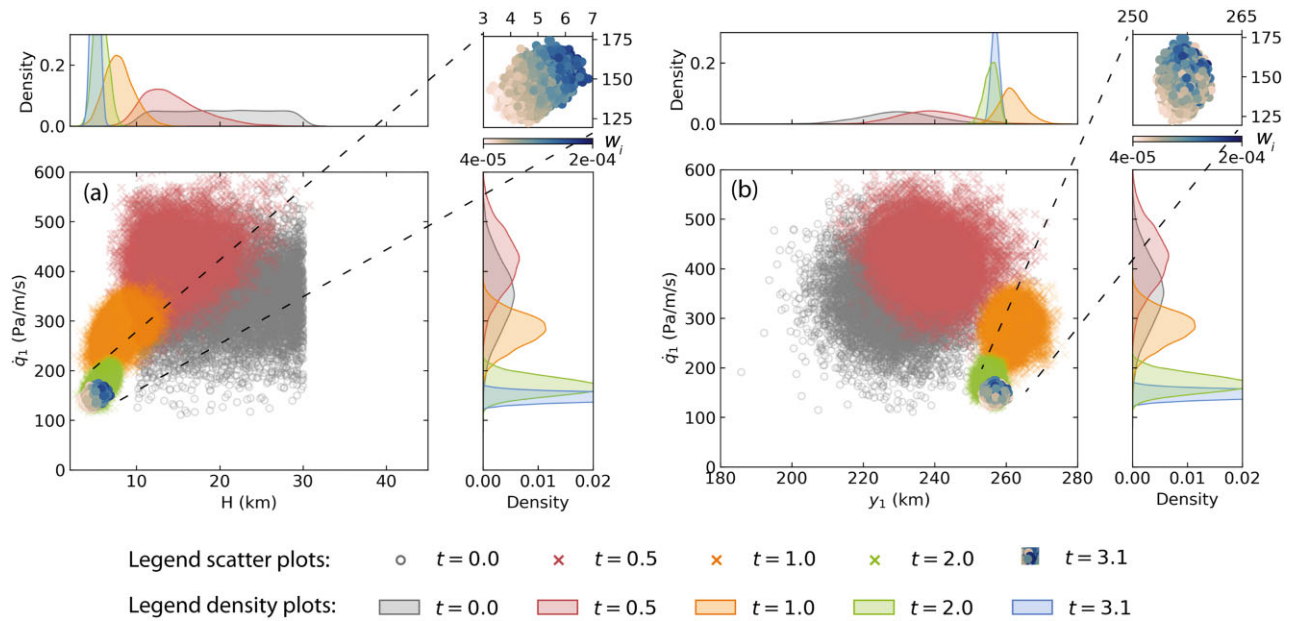 3 4 5 6 7
250 265
175
150
125
175
150
125
Density
0.2
0.0
Density
0.2
0.0
w_i
4e-05 2e-04
w_i
4e-05 2e-04
(a)
600
500
400
300
200
100
0
q̇₁ (Pa/m/s)
10 20 30 40
H (km)
0.00 0.01 0.02
Density
(b)
600
500
400
300
200
100
0
q̇₁ (Pa/m/s)
180 200 220 240 260 280
y₁ (km)
0.00 0.01 0.02
Density
Legend scatter plots: t = 0.0 t = 0.5 t = 1.0 t = 2.0 t = 3.1
Legend density plots: t = 0.0 t = 0.5 t = 1.0 t = 2.0 t = 3.1